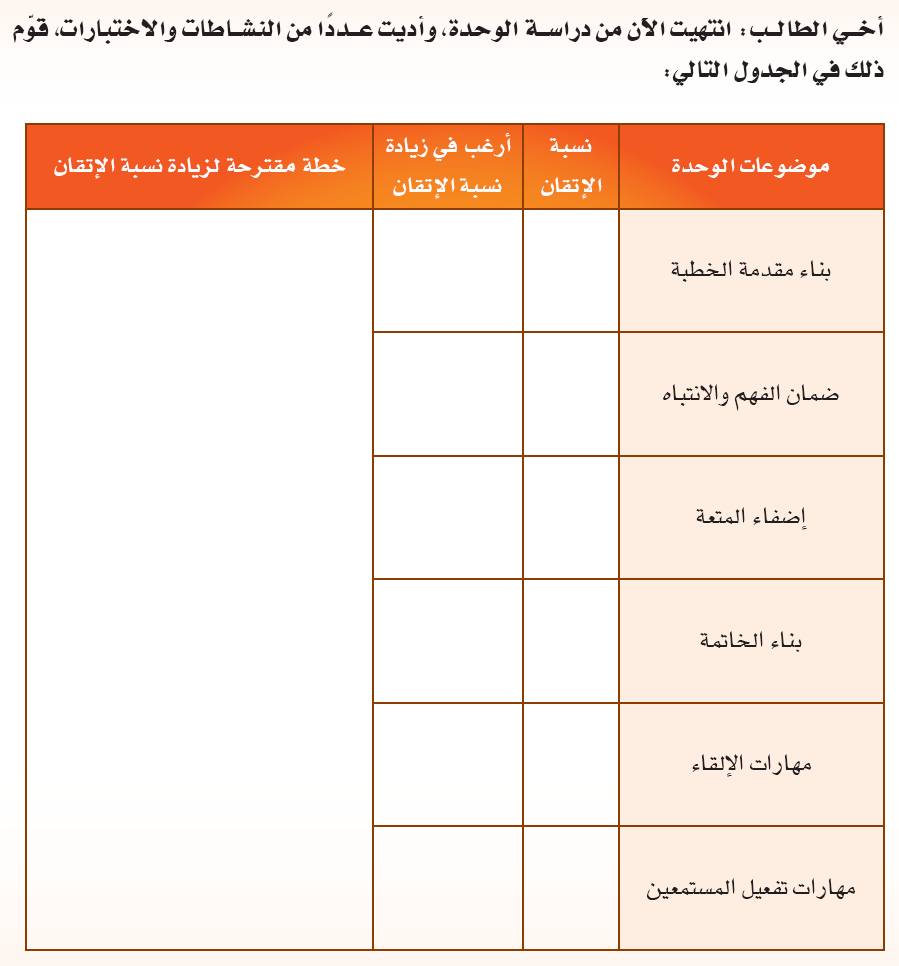 أخي الطالب: انتهيت الآن من دراسة الوحدة، وأديت عددًا من النشاطات والاختبارات، قوّم
ذلك في الجدول التالي:
موضوعات الوحدة
نسبة
الإتقان
أرغب في زيادة
نسبة الإتقان
خطة مقترحة لزيادة نسبة الإتقان
بناء مقدمة الخطبة
ضمان الفهم والانتباه
إضفاء المتعة
بناء الخاتمة
مهارات الإلقاء
مهارات تفعيل المستمعين